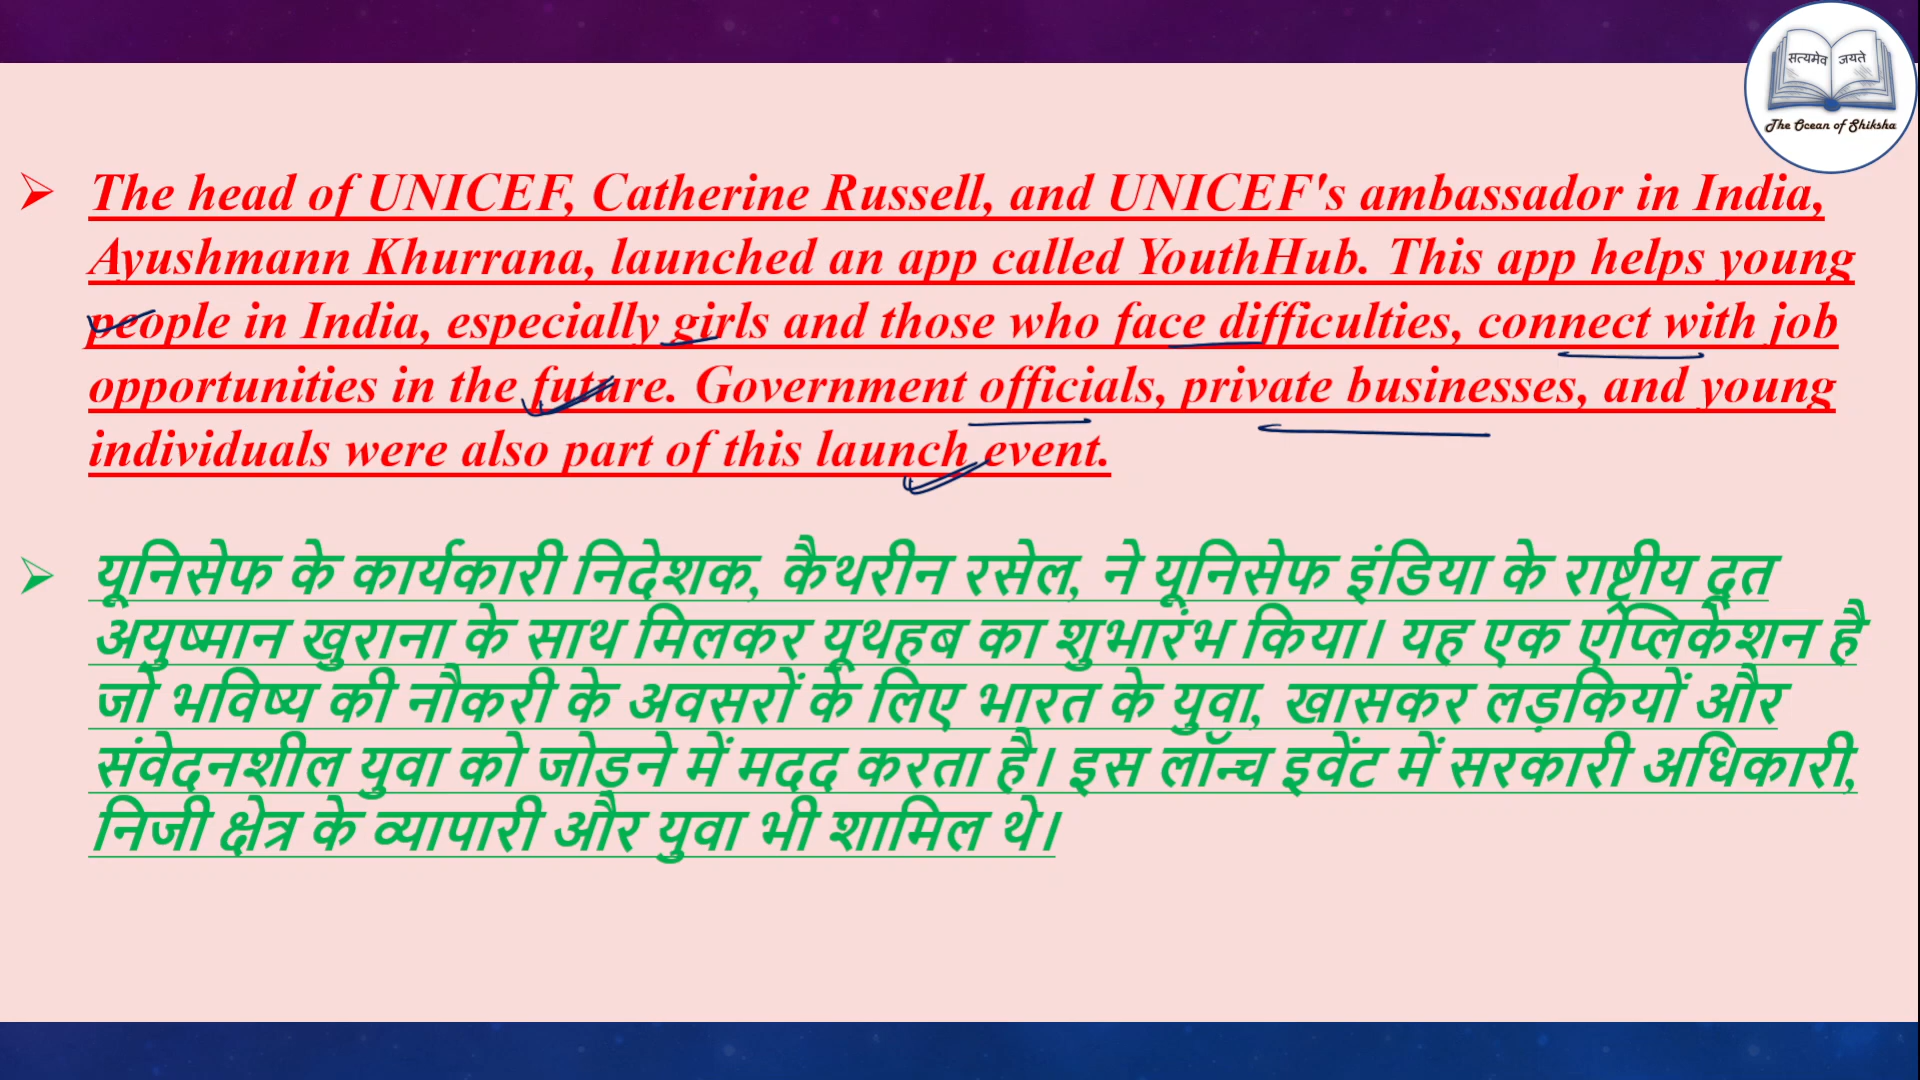 सत्यमेव जयते
The Ocean of Shiksha
The head of UNICEF, Catherine Russell, and UNICEF's ambassador in India,
Ayushmann Khurrana, launched an app called YouthHub. This app helps young
people in India, especially girls and those who face difficulties, connect with job
opportunities in the future. Government officials, private businesses, and young
individuals were also part of this launch event.
यूनिसेफ के कार्यकारी निदेशक, कैथरीन रसेल, ने यूनिसेफ इंडिया के राष्ट्रीय दूत
अयुष्मान खुराना के साथ मिलकर यूथहब का शुभारंभ किया। यह एक ऐप्लिकेशन है
जो भविष्य की नौकरी के अवसरों के लिए भारत के युवा, खासकर लड़कियों और
संवेदनशील युवा को जोडने में मदद करता है। इस लॉन्च इवेंट में सरकारी अधिकारी,
निजी क्षेत्र के व्यापारी और युवा भी शामिल थे।